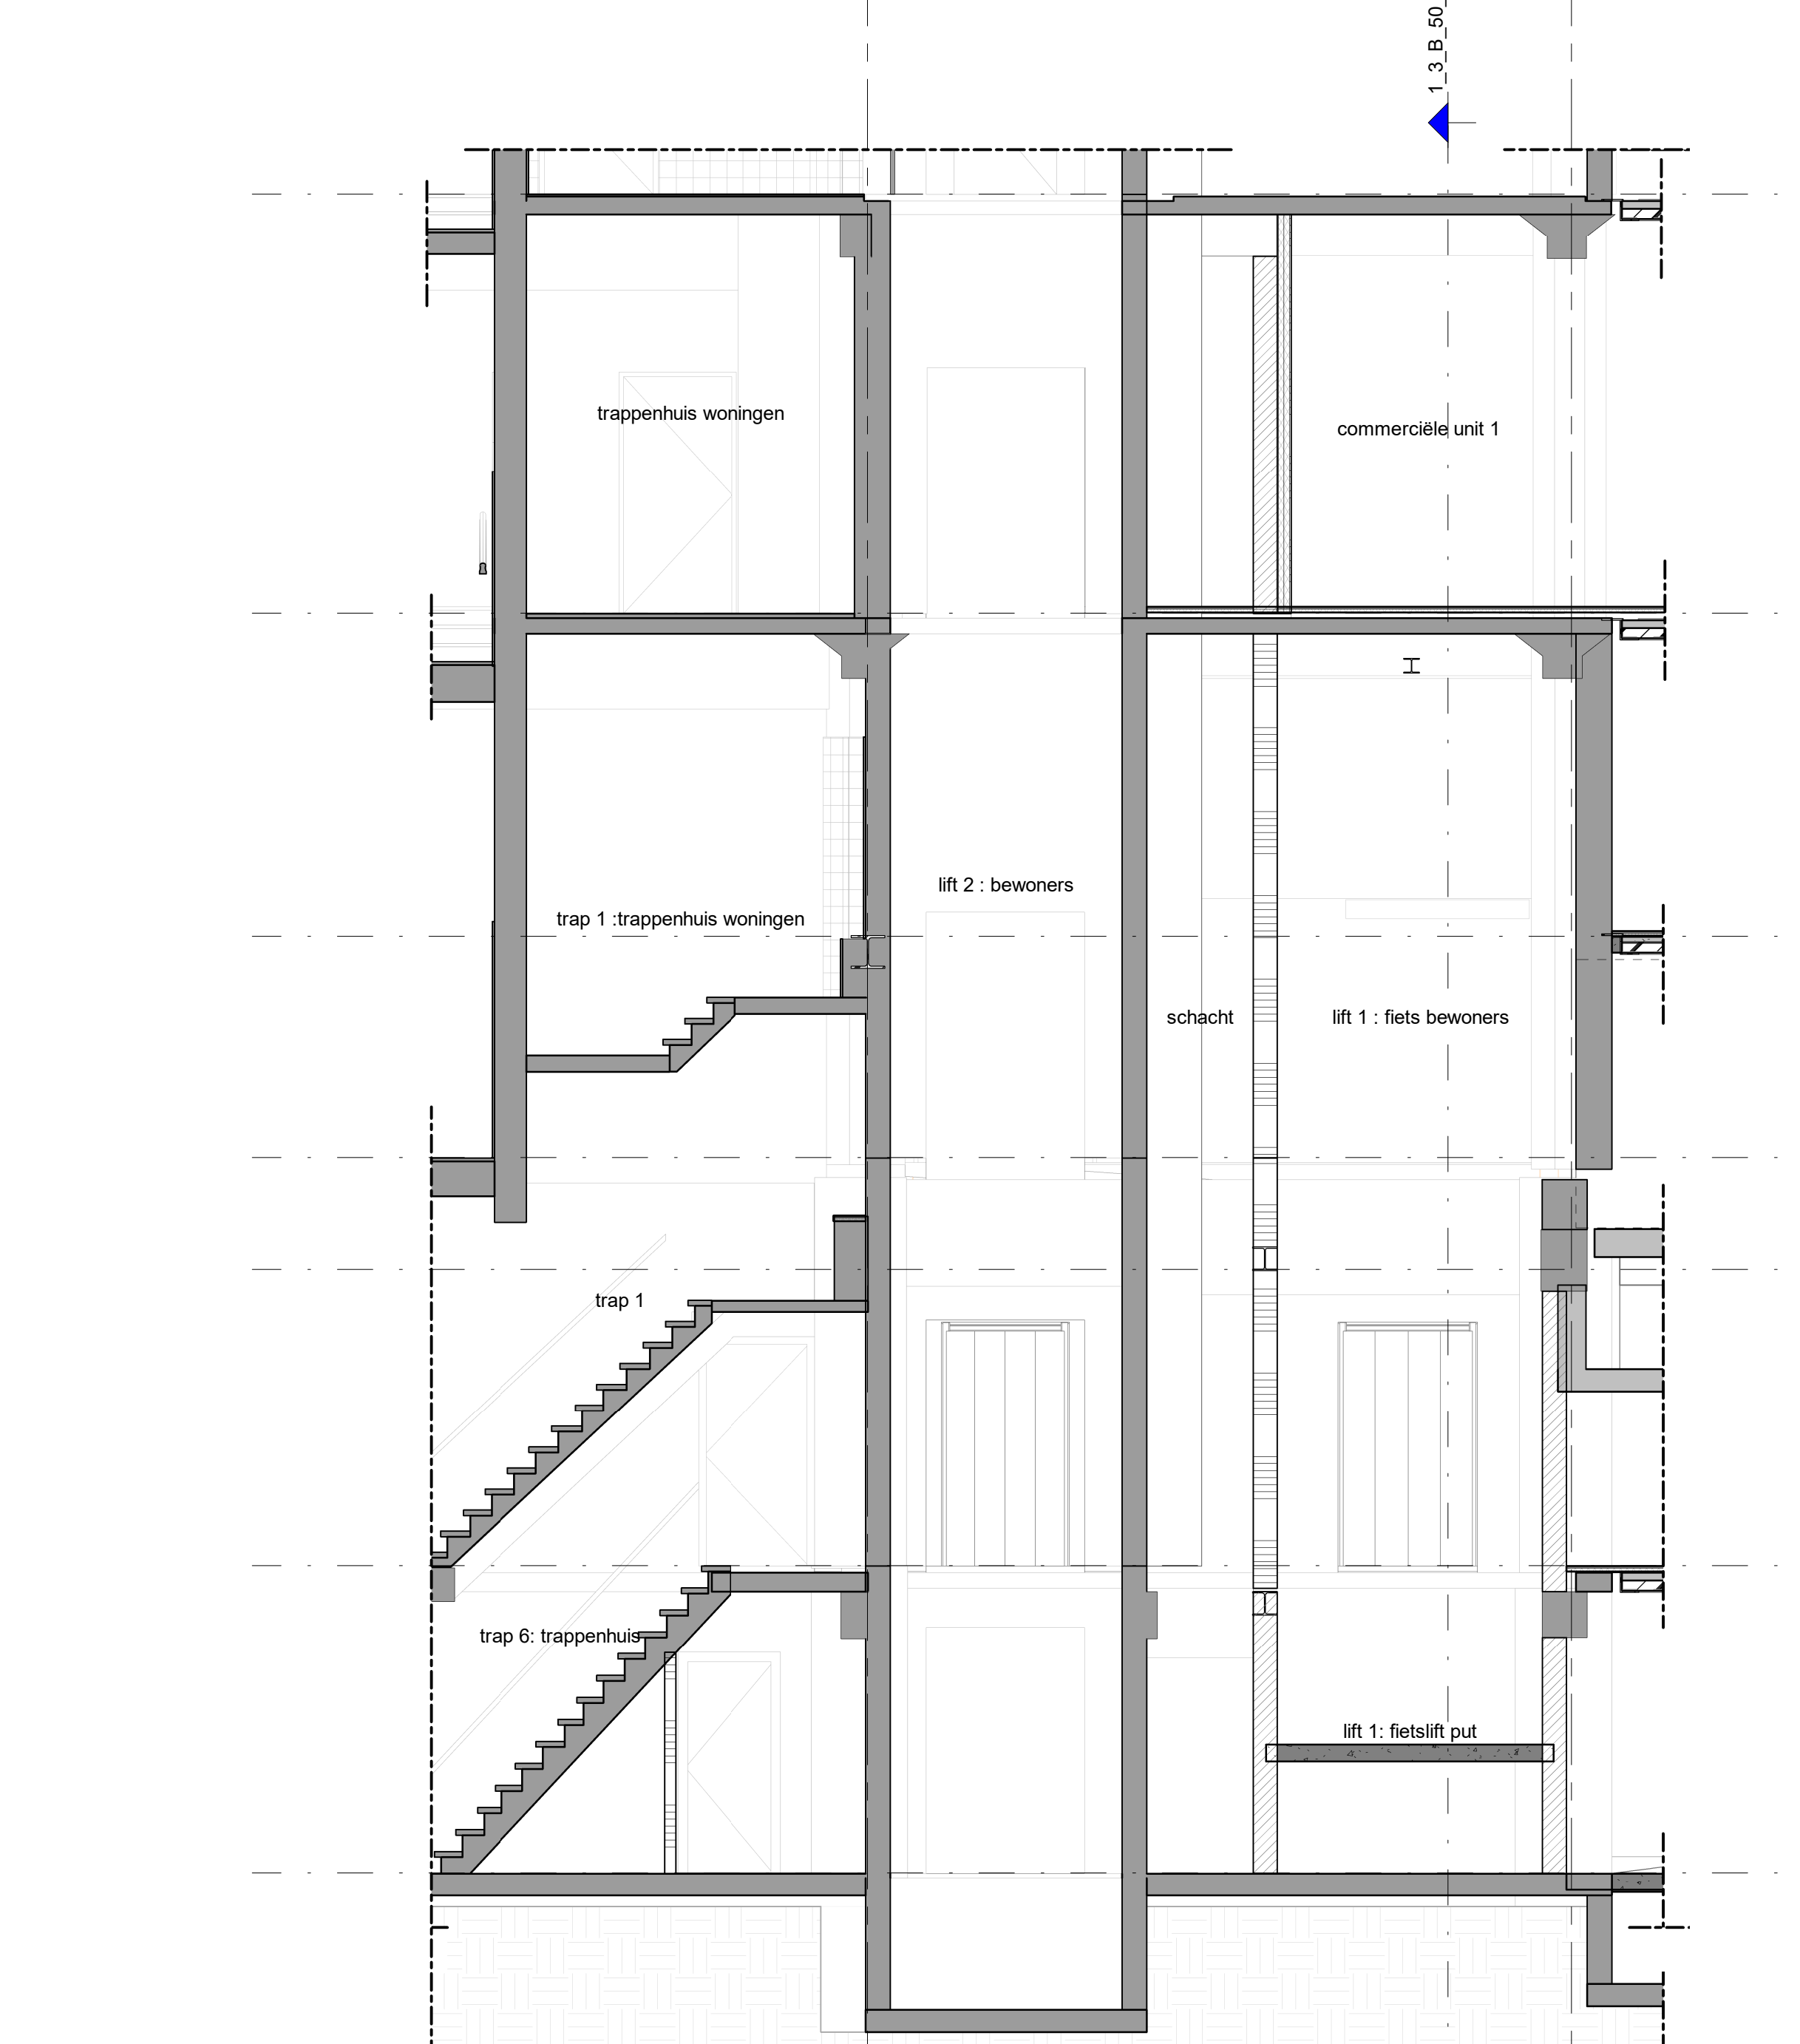 1_3_B_50_
trappenhuis woningen
commerciële unit 1
lift 2 : bewoners
trap 1 :trappenhuis woningen
schacht
lift 1 : fiets bewoners
trap 1
trap 6: trappenhuis
lift 1: fietslift put